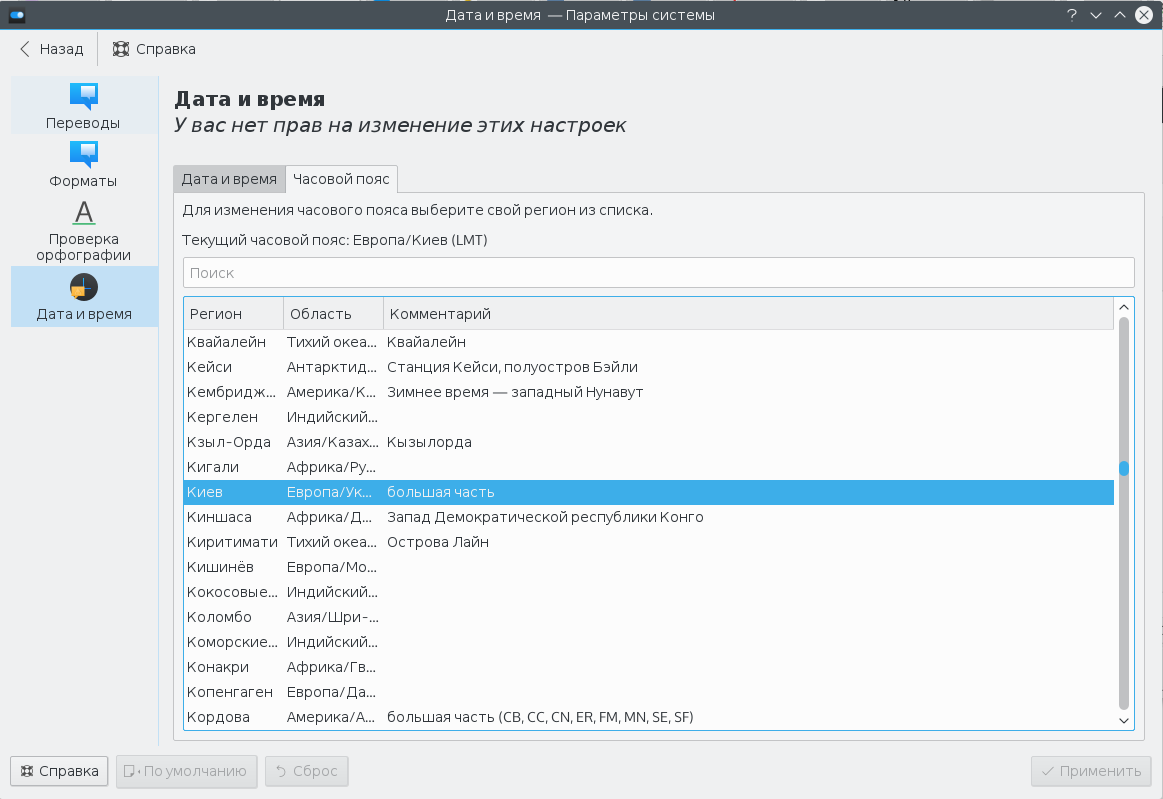 Дата и время — Параметры системы
Назад
Справка
Переводы
Форматы
Проверка
орфографии
Дата и время
Дата и время
У вас нет прав на изменение этих настроек
Дата и время
Часовой пояс
Для изменения часового пояса выберите свой регион из списка.
Текущий часовой пояс: Европа/Киев (LMT)
Поиск
Регион Область Комментарий
Квайалейн Тихий океа... Квайалейн
Кейси Антарктид... Станция Кейси, полуостров Бэйли
Кембридж... Америка/К... Зимнее время — западный Нунавут
Кергелен Индийский...
Кзыл-Орда Азия/Казах... Кызылорда
Кигали Африка/Ру...
Киев Европа/Ук... большая часть
Киншаса Африка/Д... Запад Демократической республики Конго
Киритимати Тихий океа... Острова Лайн
Кишинёв Европа/Мо...
Кокосовые... Индийский...
Коломбо Азия/Шри-...
Коморские... Индийский...
Конакри Африка/Гв...
Копенгаген Европа/Да...
Кордова Америка/А... большая часть (CB, CC, CN, ER, FM, MN, SE, SF)
Справка
По умолчанию
Сброс
Применить